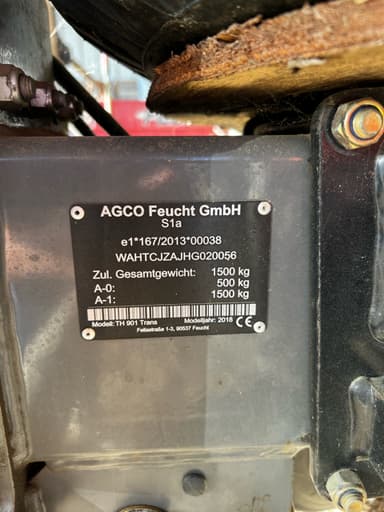 AGCO Feucht GmbH
S1a
e1*167/2013*00038
WAHTCJZAJHG020056
Zul. Gesamtgewicht: 1500 kg
A-0: 500 kg
A-1: 1500 kg
Modell: TH 901 Trans Modelljahr: 2018 CE
Fellastraße 1-3, 90537 Feucht